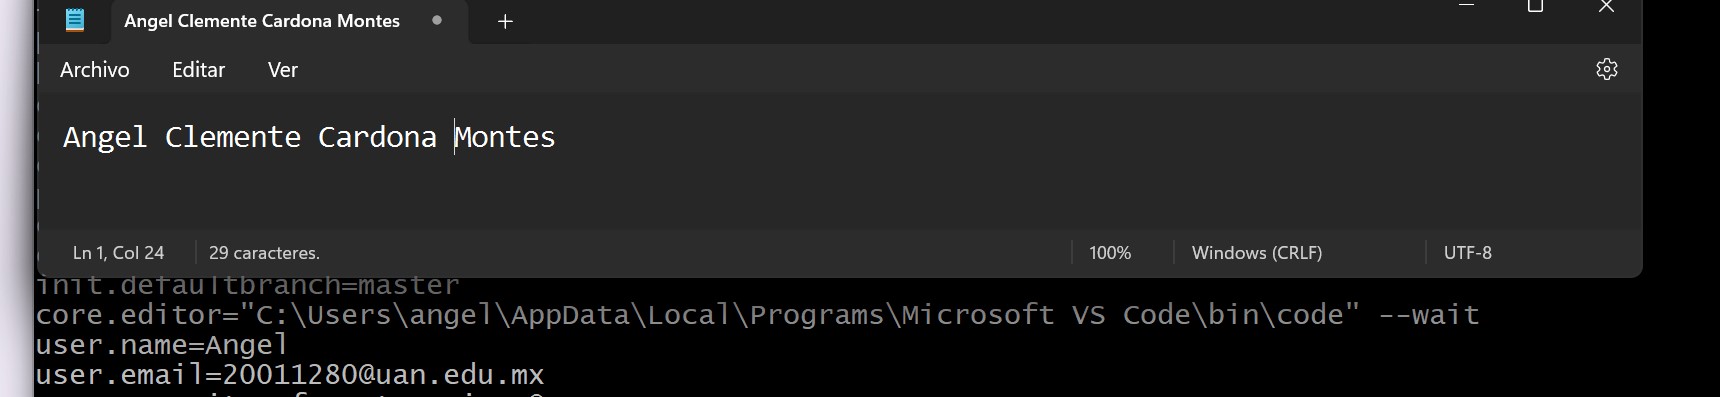 Angel Clemente Cardona Montes
Archivo Editar Ver
Angel Clemente Cardona Montes
Ln 1, Col 24 29 caracteres. 100% Windows (CRLF) UTF-8
init.defaultbranch=master
core.editor="C:\Users\angel\AppData\Local\Programs\Microsoft VS Code\bin\code" --wait
user.name=Angel
user.email=20011280@uan.edu.mx